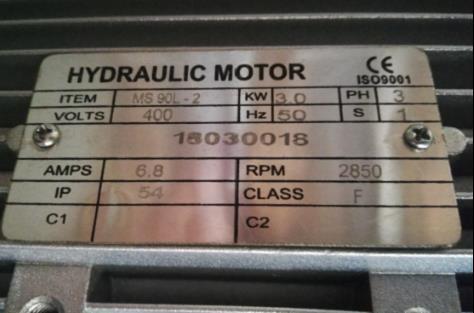 HYDRAULIC MOTOR CE
ISO9001
ITEM MS 90L - 2 KW 3.0 PH 3
VOLTS 400 Hz 50 S 1
16030018
AMPS 6.8 RPM 2850
IP 54 CLASS F
C1 C2